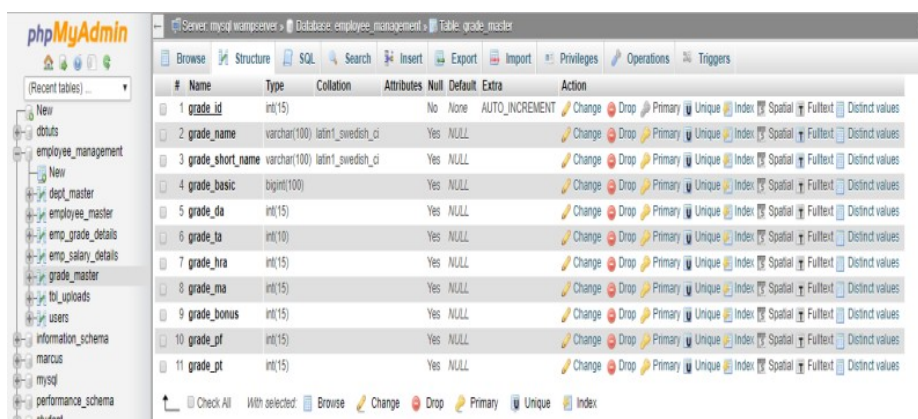 phpMyAdmin
(Recent tables) ...
New
dbtuts
employee_management
New
dept_master
employee_master
emp_grade_details
emp_salary_details
grade_master
tbl_uploads
users
information_schema
marcus
mysql
performance_schema
student
Server: mysql wampserver » Database: employee_management » Table: grade_master
Browse Structure SQL Search Insert Export Import Privileges Operations Triggers
# Name Type Collation Attributes Null Default Extra Action
1 grade_id int(15) No None AUTO_INCREMENT Change Drop Primary Unique Index Spatial Fulltext Distinct values
2 grade_name varchar(100) latin1_swedish_ci Yes NULL Change Drop Primary Unique Index Spatial Fulltext Distinct values
3 grade_short_name varchar(100) latin1_swedish_ci Yes NULL Change Drop Primary Unique Index Spatial Fulltext Distinct values
4 grade_basic bigint(100) Yes NULL Change Drop Primary Unique Index Spatial Fulltext Distinct values
5 grade_da int(15) Yes NULL Change Drop Primary Unique Index Spatial Fulltext Distinct values
6 grade_ta int(10) Yes NULL Change Drop Primary Unique Index Spatial Fulltext Distinct values
7 grade_hra int(15) Yes NULL Change Drop Primary Unique Index Spatial Fulltext Distinct values
8 grade_ma int(15) Yes NULL Change Drop Primary Unique Index Spatial Fulltext Distinct values
9 grade_bonus int(15) Yes NULL Change Drop Primary Unique Index Spatial Fulltext Distinct values
10 grade_pf int(15) Yes NULL Change Drop Primary Unique Index Spatial Fulltext Distinct values
11 grade_pt int(15) Yes NULL Change Drop Primary Unique Index Spatial Fulltext Distinct values
Check All With selected: Browse Change Drop Primary Unique Index